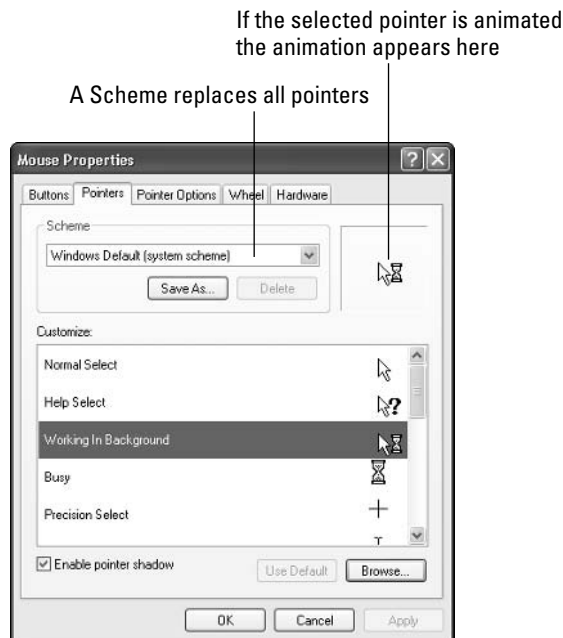 If the selected pointer is animated
the animation appears here
A Scheme replaces all pointers
Mouse Properties
Buttons Pointers Pointer Options Wheel Hardware
Scheme
Windows Default (system scheme)
Save As... Delete
Customize:
Normal Select
Help Select
Working In Background
Busy
Precision Select
Enable pointer shadow
Use Default Browse...
OK Cancel Apply